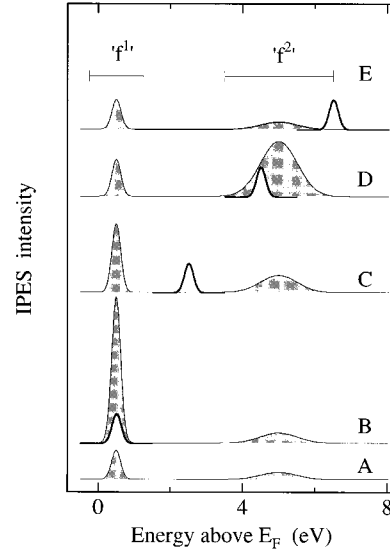 'f¹' 'f²' E
D
C
B
A
IPES intensity
0 4 8
Energy above E_F (eV)